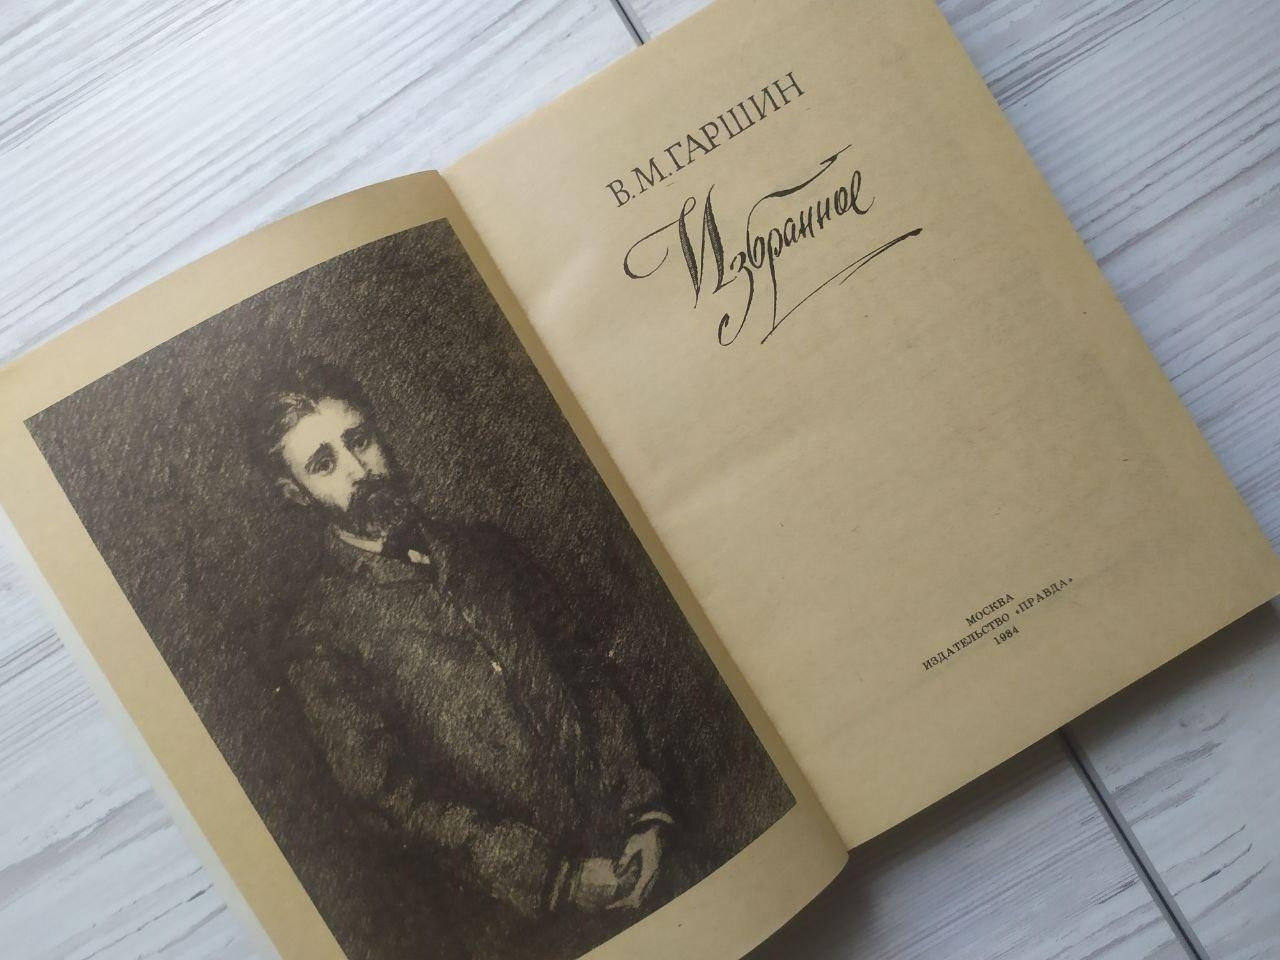 В.М.ГАРШИН
Избранное
МОСКВА
ИЗДАТЕЛЬСТВО «ПРАВДА»
1984